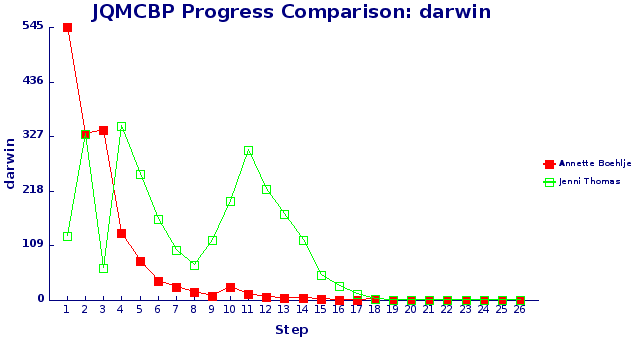 JQMCBP Progress Comparison: darwin
545
436
327
218
109
0
darwin
1 2 3 4 5 6 7 8 9 10 11 12 13 14 15 16 17 18 19 20 21 22 23 24 25 26
Step
Annette Boehlje
Jenni Thomas